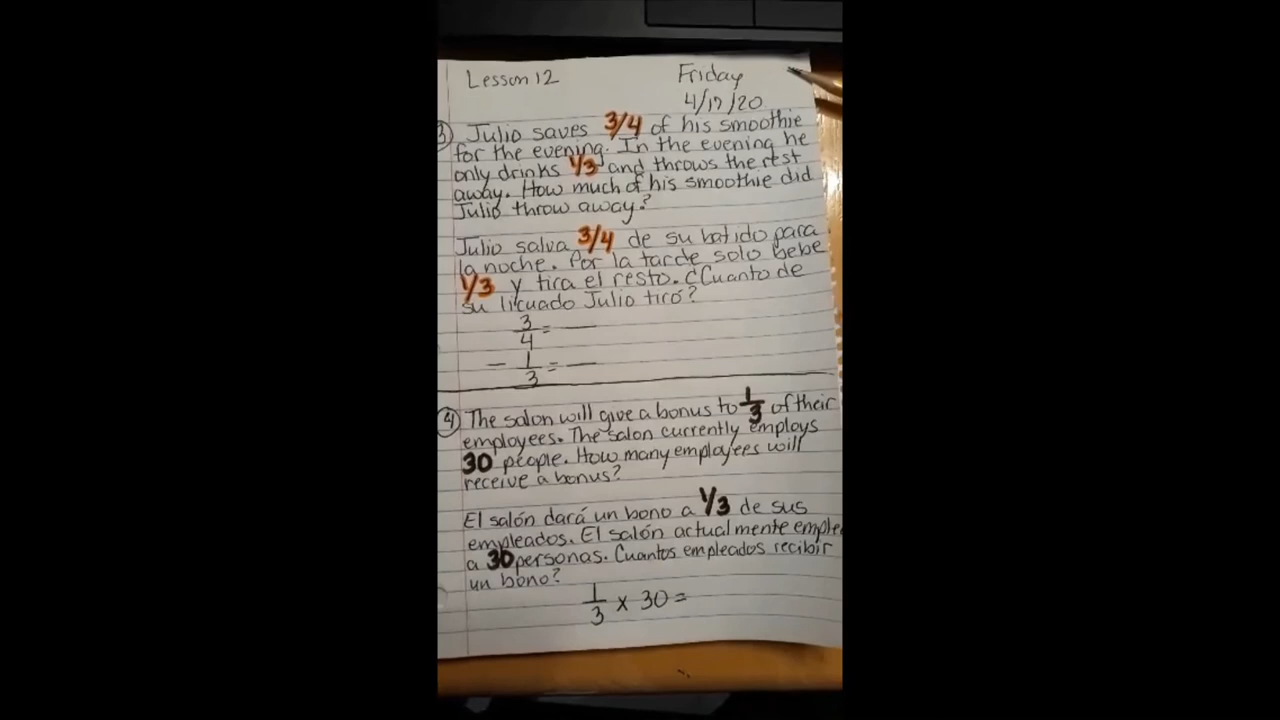 Lesson 12
Friday
4/17/20
3 Julio saves 3/4 of his smoothie
for the evening. In the evening he
only drinks 1/3 and throws the rest
away. How much of his smoothie did
Julio throw away?
Julio salva 3/4 de su batido para
la noche. Por la tarde solo bebe
1/3 y tira el resto. ¿Cuanto de
su licuado Julio tiró?
3/4 = __
- 1/3 = __
4 The salon will give a bonus to 1/3 of their
employees. The salon currently employs
30 people. How many employees will
receive a bonus?
El salón dará un bono a 1/3 de sus
empleados. El salón actualmente emple
a 30 personas. Cuantos empleados recibir
un bono?
1/3 x 30 =